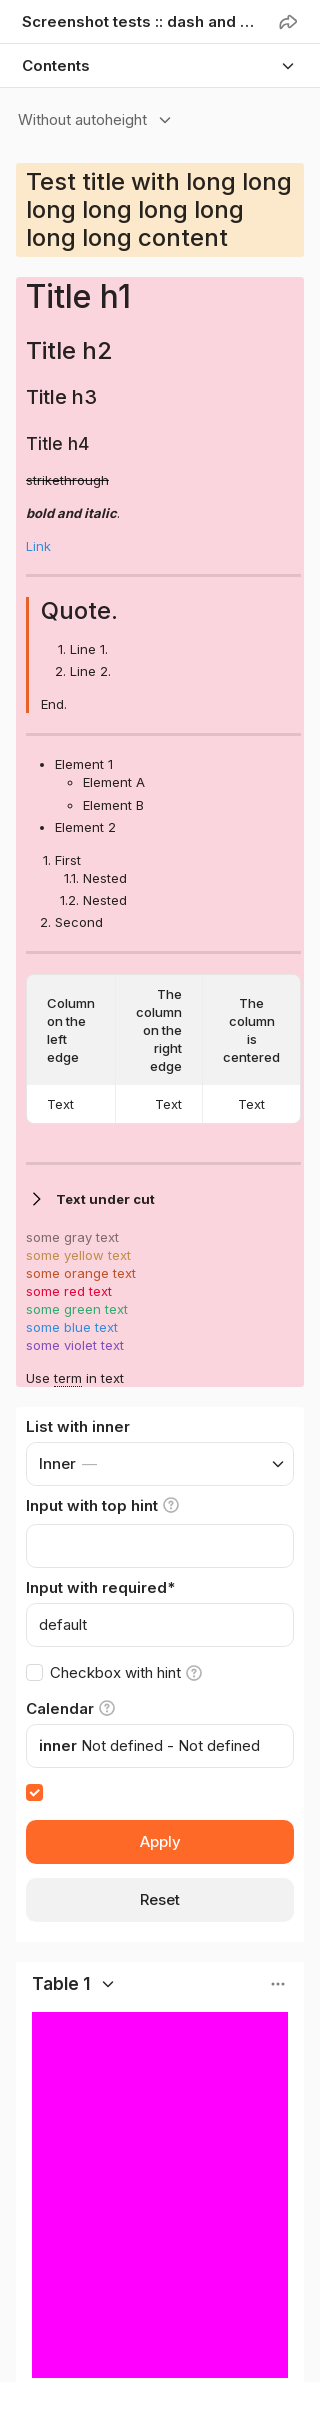 Screenshot tests :: dash and ...
Contents
Without autoheight
Test title with long long
long long long long
long long content
Title h1
Title h2
Title h3
Title h4
strikethrough
bold and italic.
Link
Quote.
1. Line 1.
2. Line 2.
End.
• Element 1
◦ Element A
◦ Element B
• Element 2
1. First
1.1. Nested
1.2. Nested
2. Second
Column on the left edge
The column on the right edge
The column is centered
Text Text Text
Text under cut
some gray text
some yellow text
some orange text
some red text
some green text
some blue text
some violet text
Use term in text
List with inner
Inner —
Input with top hint
Input with required*
default
Checkbox with hint
Calendar
inner Not defined - Not defined
Apply
Reset
Table 1